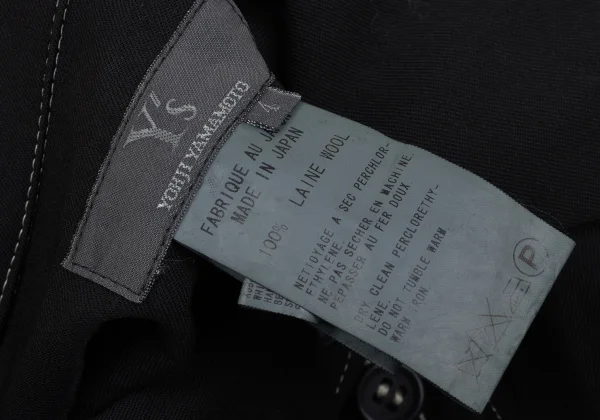 Y's
YOHJI YAMAMOTO
4
FABRIQUE AU JA
MADE IN JAPAN
100% LAINE WOOL
NETTOYAGE A SEC PERCHLOR-
ETHYLENE.
NE PAS SECHER EN MACHINE.
REPASSER AU FER DOUX
DRY CLEAN PERCLORETHY-
LENE.
DO NOT TUMBLE WARM
WARM IRON
P